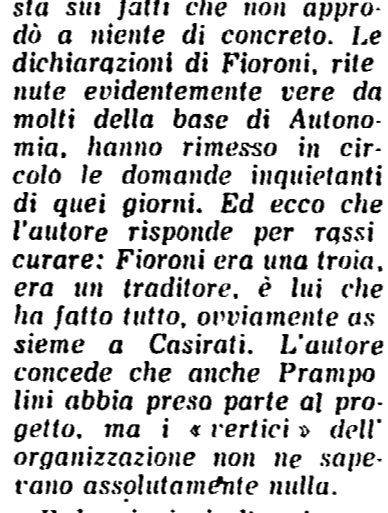 sta sui fatti che non appro-
dò a niente di concreto. Le
dichiarazioni di Fioroni, rite
nute evidentemente vere da
molti della base di Autono-
mia, hanno rimesso in cir-
colo le domande inquietanti
di quei giorni. Ed ecco che
l'autore risponde per rassi
curare: Fioroni era una troia,
era un traditore, è lui che
ha fatto tutto, ovviamente as
sieme a Casirati. L'autore
concede che anche Prampo
lini abbia preso parte al pro-
getto, ma i « vertici » dell'
organizzazione non ne sape-
vano assolutamente nulla.